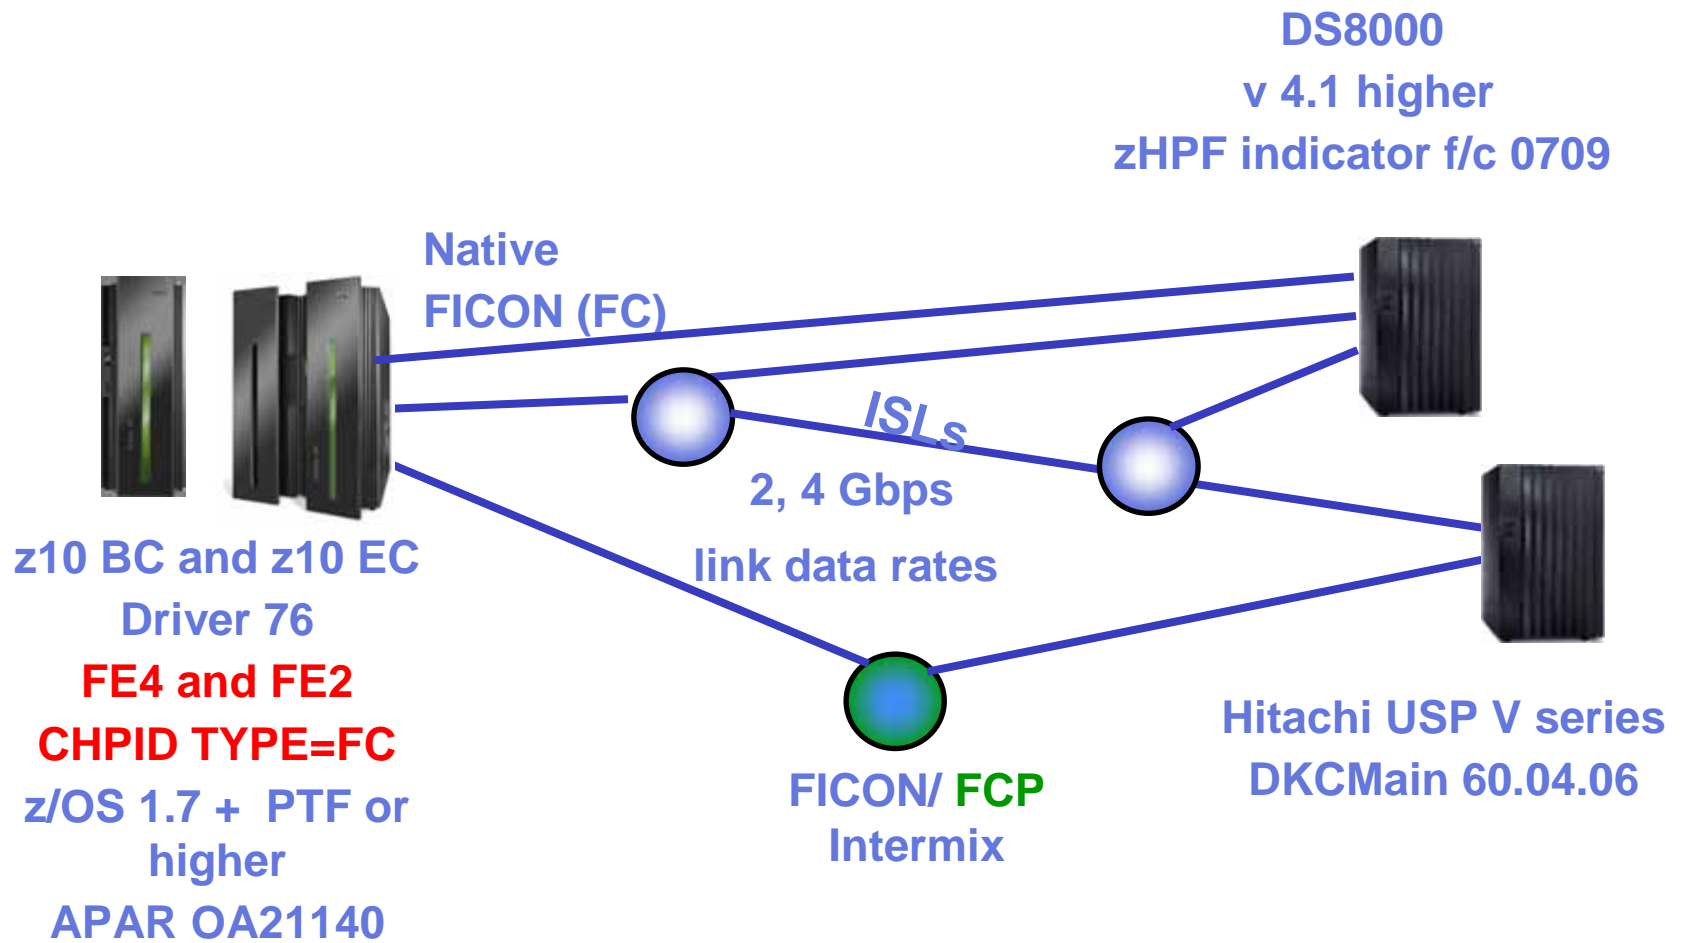 DS8000
v 4.1 higher
zHPF indicator f/c 0709
Native
FICON (FC)
ISLs
2, 4 Gbps
link data rates
z10 BC and z10 EC
Driver 76
FE4 and FE2
CHPID TYPE=FC
z/OS 1.7 + PTF or
higher
APAR OA21140
FICON/ FCP
Intermix
Hitachi USP V series
DKCMain 60.04.06